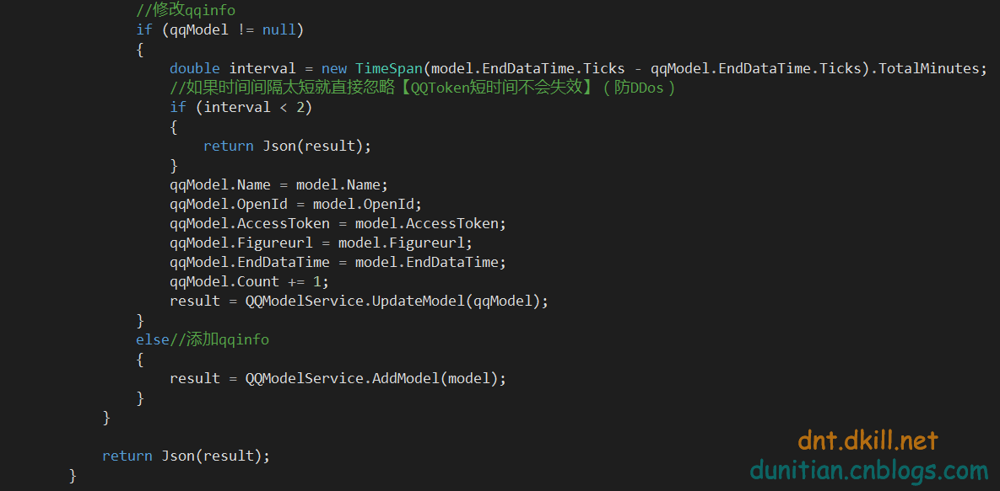 //修改qqinfo
if (qqModel != null)
{
double interval = new TimeSpan(model.EndDataTime.Ticks - qqModel.EndDataTime.Ticks).TotalMinutes;
//如果时间间隔太短就直接忽略【QQToken短时间不会失效】(防DDos)
if (interval < 2)
{
return Json(result);
}
qqModel.Name = model.Name;
qqModel.OpenId = model.OpenId;
qqModel.AccessToken = model.AccessToken;
qqModel.Figureurl = model.Figureurl;
qqModel.EndDataTime = model.EndDataTime;
qqModel.Count += 1;
result = QQModelService.UpdateModel(qqModel);
}
else//添加qqinfo
{
result = QQModelService.AddModel(model);
}
}
return Json(result);
}
dnt.dkill.net
dunitian.cnblogs.com